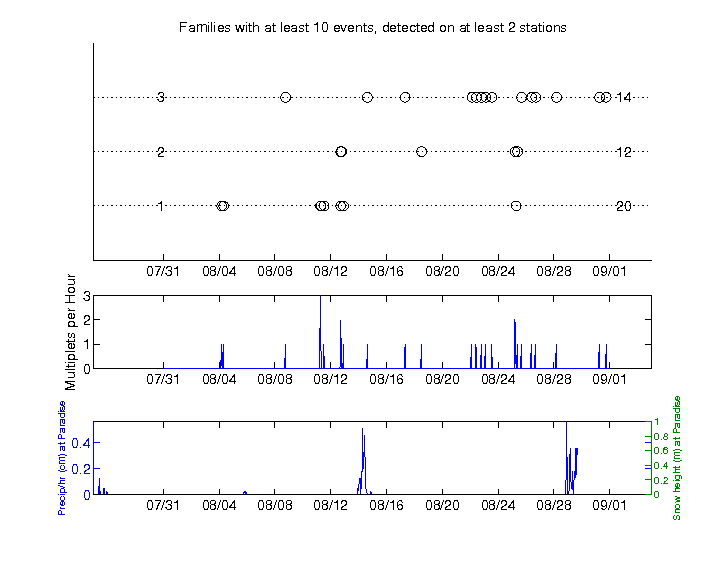 Families with at least 10 events, detected on at least 2 stations
3 14
2 12
1 20
07/31 08/04 08/08 08/12 08/16 08/20 08/24 08/28 09/01
Multiplets per Hour
3
2
1
0
07/31 08/04 08/08 08/12 08/16 08/20 08/24 08/28 09/01
Precip/hr (cm) at Paradise
0.4
0.2
0
1
0.8
0.6
0.4
0.2
0
Snow height (m) at Paradise
07/31 08/04 08/08 08/12 08/16 08/20 08/24 08/28 09/01